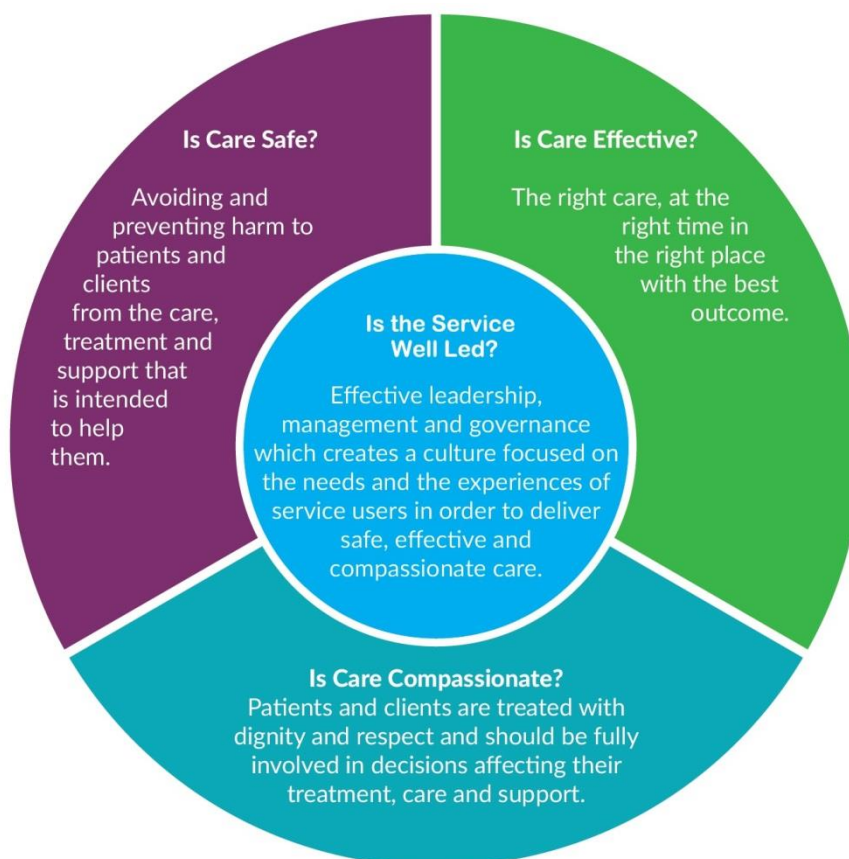 Is Care Safe?
Avoiding and
preventing harm to
patients and
clients
from the care,
treatment and
support that
is intended
to help
them.
Is Care Effective?
The right care, at the
right time in
the right place
with the best
outcome.
Is the Service
Well Led?
Effective leadership,
management and governance
which creates a culture focused on
the needs and the experiences of
service users in order to deliver
safe, effective and
compassionate care.
Is Care Compassionate?
Patients and clients are treated with
dignity and respect and should be fully
involved in decisions affecting their
treatment, care and support.